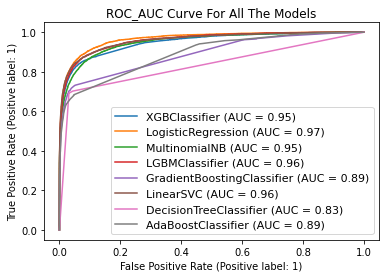 ROC_AUC Curve For All The Models
True Positive Rate (Positive label: 1)
1.0
0.8
0.6
0.4
0.2
0.0
XGBClassifier (AUC = 0.95)
LogisticRegression (AUC = 0.97)
MultinomialNB (AUC = 0.95)
LGBMClassifier (AUC = 0.96)
GradientBoostingClassifier (AUC = 0.89)
LinearSVC (AUC = 0.96)
DecisionTreeClassifier (AUC = 0.83)
AdaBoostClassifier (AUC = 0.89)
0.0 0.2 0.4 0.6 0.8 1.0
False Positive Rate (Positive label: 1)